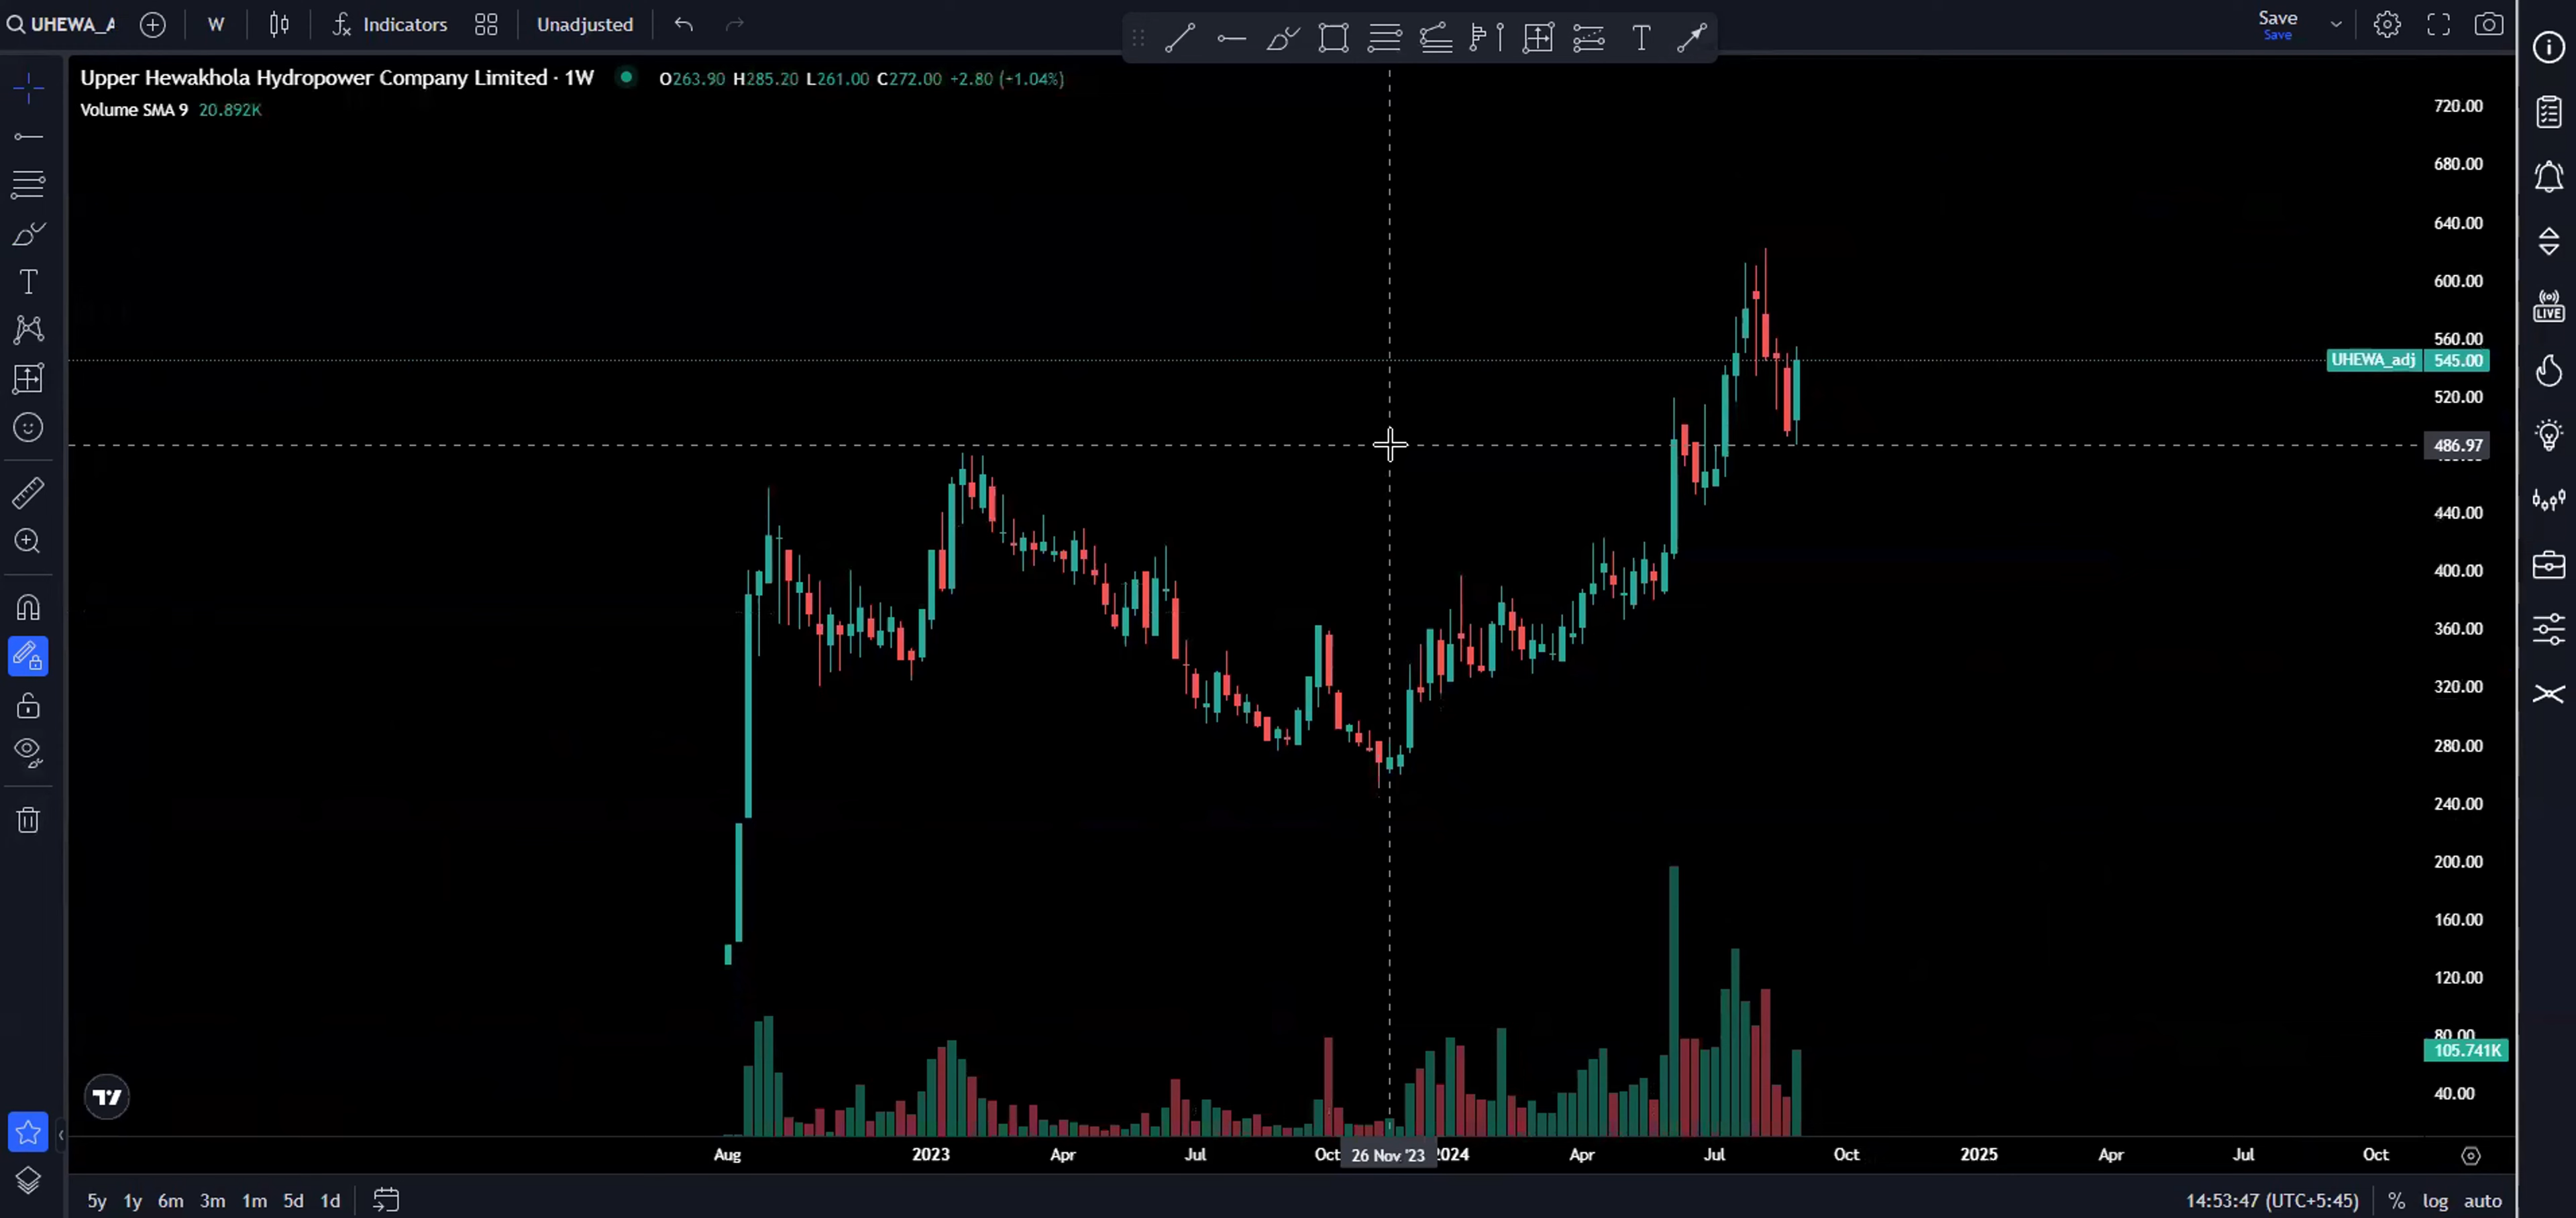 UHEWA_A
W
Indicators
Unadjusted
Save
Save
Upper Hewakhola Hydropower Company Limited · 1W
O263.90 H285.20 L261.00 C272.00 +2.80 (+1.04%)
Volume SMA 9 20.892K
720.00
680.00
640.00
600.00
560.00
UHEWA_adj 545.00
520.00
486.97
440.00
400.00
360.00
320.00
280.00
240.00
200.00
160.00
120.00
80.00
105.741K
40.00
LIVE
T
T
Aug 2023 Apr Jul Oct 26 Nov '23 2024 Apr Jul Oct 2025 Apr Jul Oct
5y 1y 6m 3m 1m 5d 1d
14:53:47 (UTC+5:45) % log auto